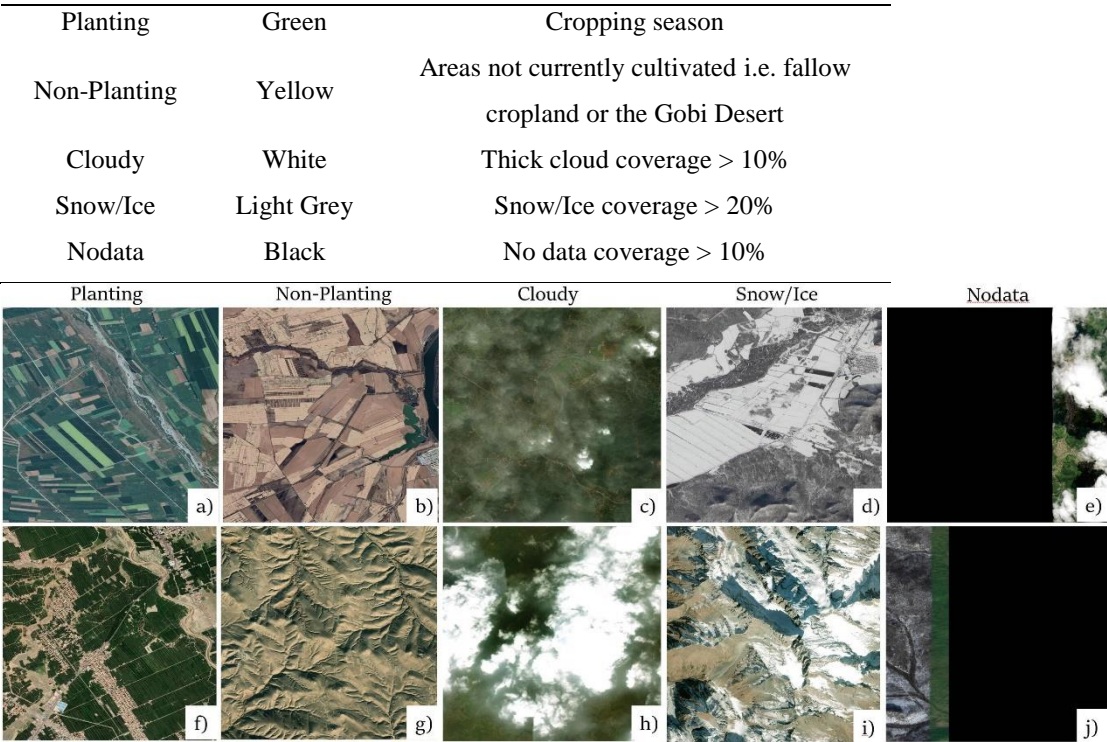 Planting Green Cropping season
Non-Planting Yellow Areas not currently cultivated i.e. fallow
cropland or the Gobi Desert
Cloudy White Thick cloud coverage > 10%
Snow/Ice Light Grey Snow/Ice coverage > 20%
Nodata Black No data coverage > 10%
Planting Non-Planting Cloudy Snow/Ice Nodata
a) b) c) d) e)
f) g) h) i) j)